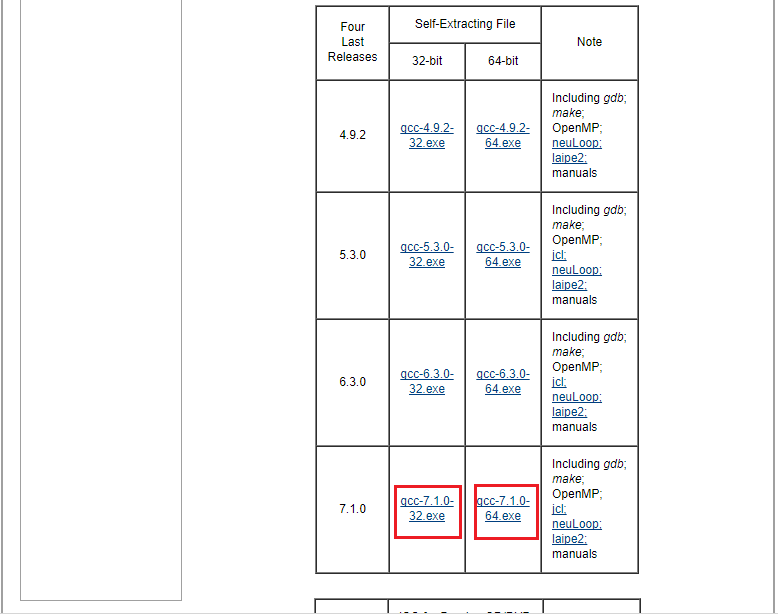 Four
Last
Releases
Self-Extracting File
Note
32-bit
64-bit
4.9.2
gcc-4.9.2-
32.exe
gcc-4.9.2-
64.exe
Including gdb;
make;
OpenMP;
neuLoop;
laipe2;
manuals
5.3.0
gcc-5.3.0-
32.exe
gcc-5.3.0-
64.exe
Including gdb;
make;
OpenMP;
jcl;
neuLoop;
laipe2;
manuals
6.3.0
gcc-6.3.0-
32.exe
gcc-6.3.0-
64.exe
Including gdb;
make;
OpenMP;
jcl;
neuLoop;
laipe2;
manuals
7.1.0
gcc-7.1.0-
32.exe
gcc-7.1.0-
64.exe
Including gdb;
make;
OpenMP;
jcl;
neuLoop;
laipe2;
manuals